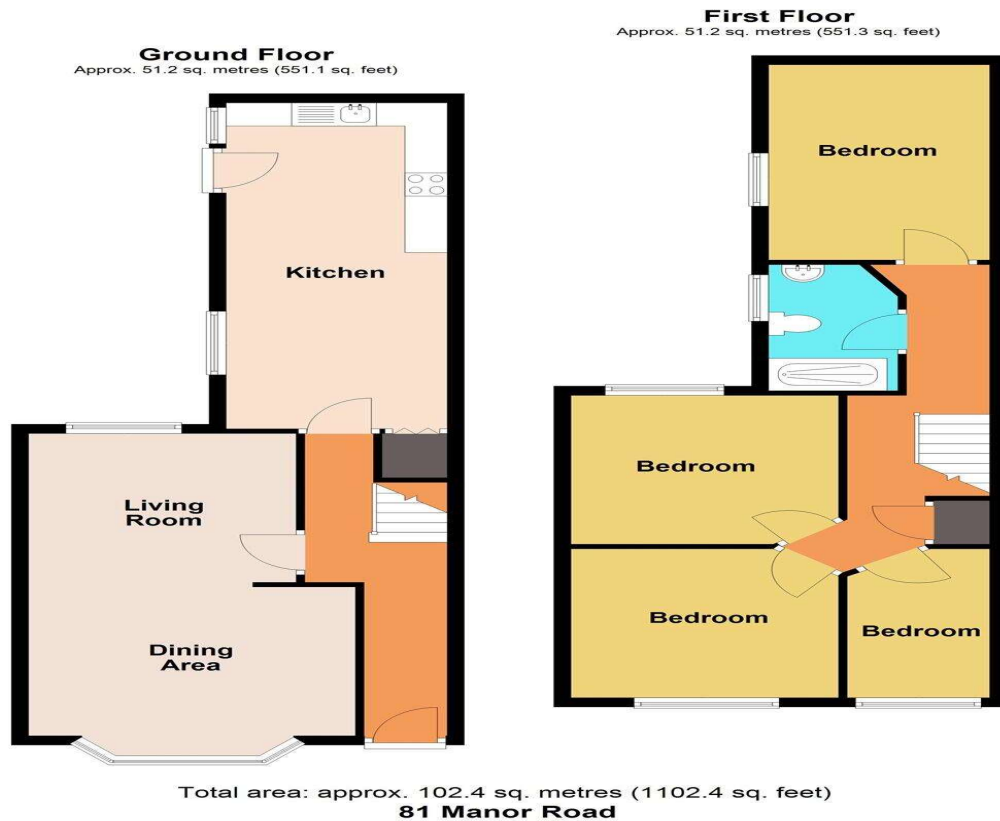 Ground Floor
Approx. 51.2 sq. metres (551.1 sq. feet)
Kitchen
Living
Room
Dining
Area
First Floor
Approx. 51.2 sq. metres (551.3 sq. feet)
Bedroom
Bedroom
Bedroom
Bedroom
Total area: approx. 102.4 sq. metres (1102.4 sq. feet)
81 Manor Road